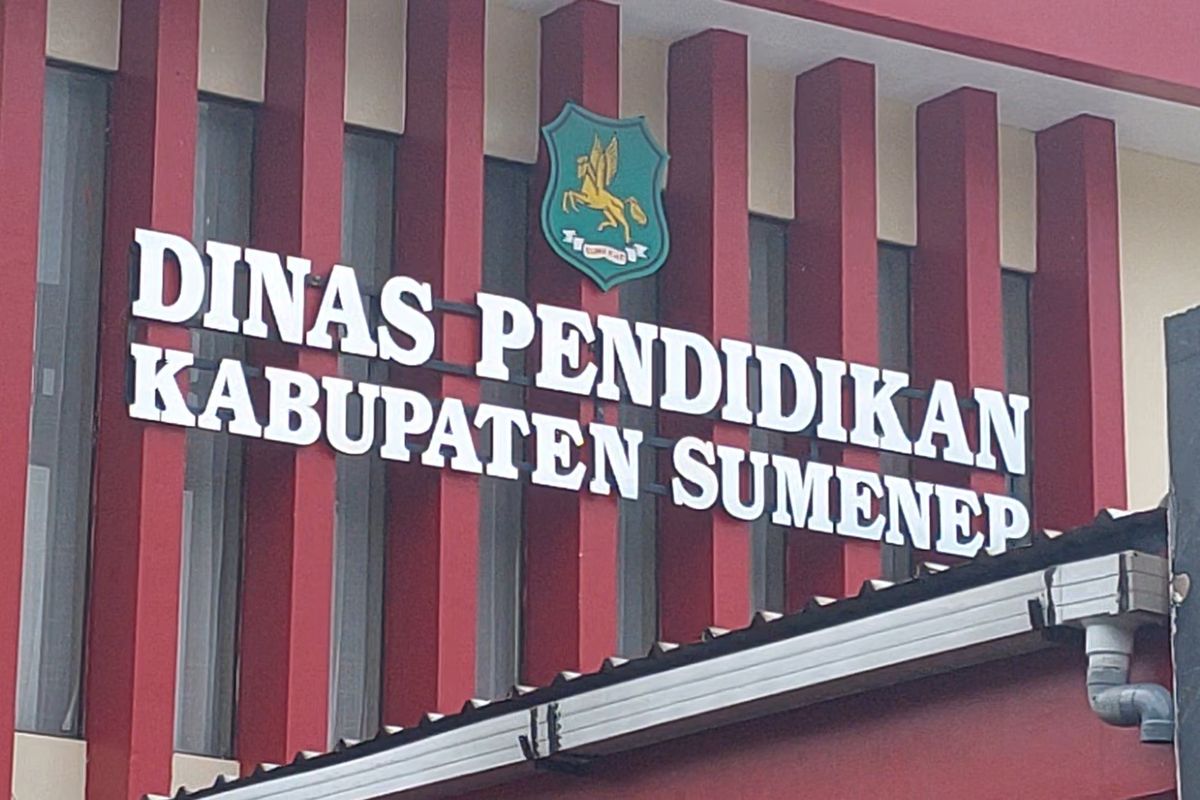 DINAS PENDIDIKAN
KABUPATEN SUMENEP